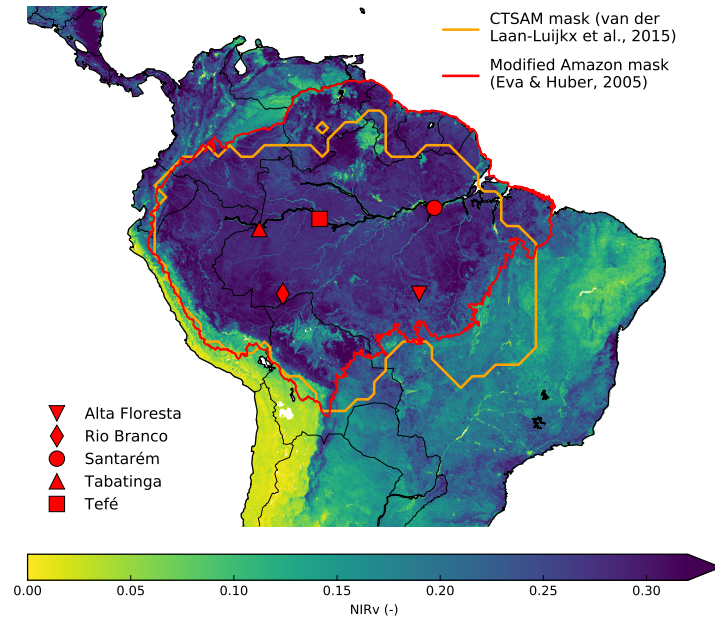 CTSAM mask (van der
Laan-Luijkx et al., 2015)
Modified Amazon mask
(Eva & Huber, 2005)
Alta Floresta
Rio Branco
Santarém
Tabatinga
Tefé
0.00 0.05 0.10 0.15 0.20 0.25 0.30
NIRv (-)